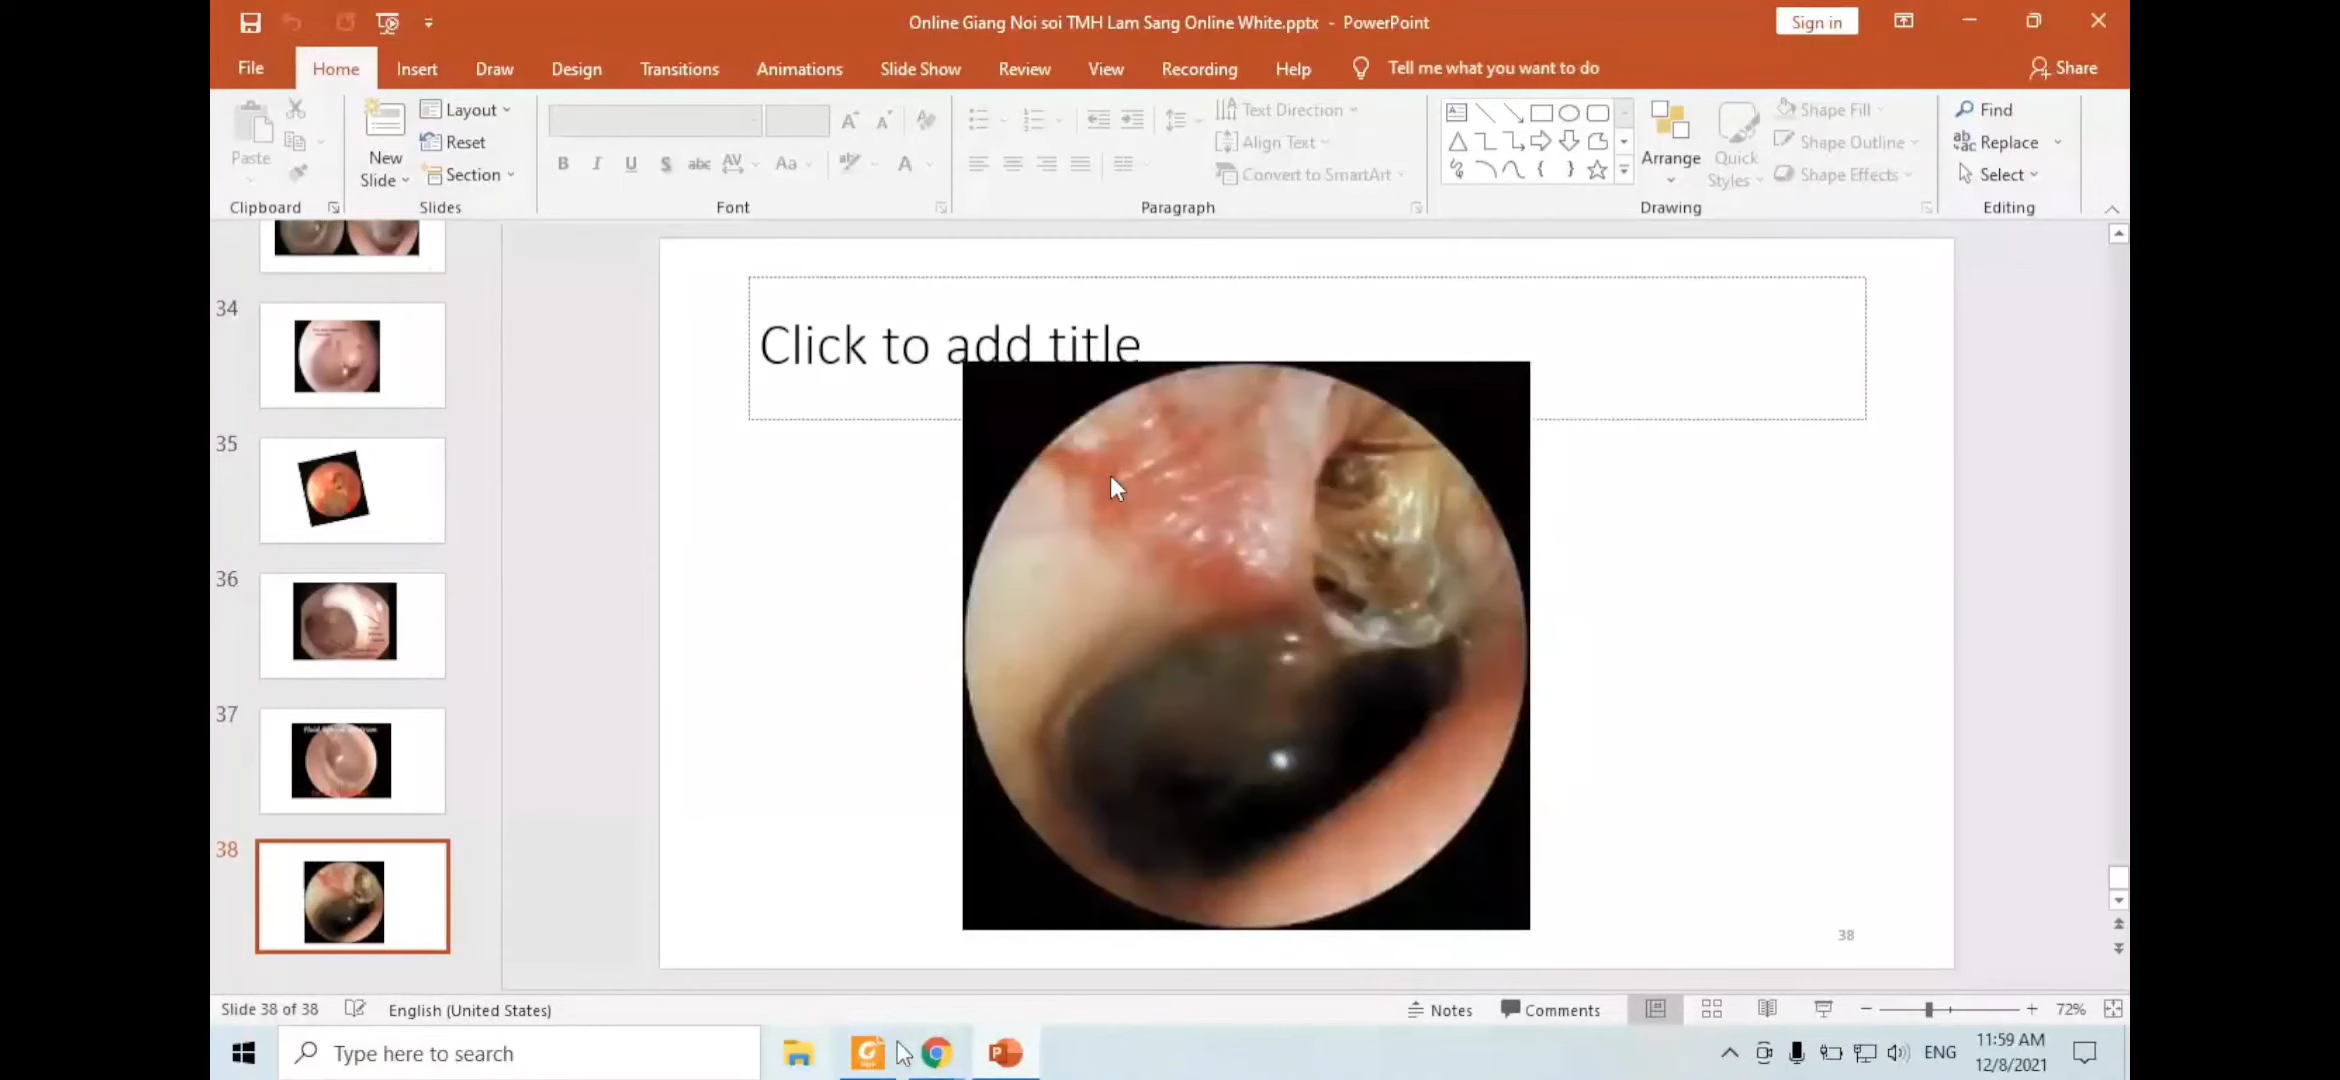 Online Giang Noi soi TMH Lam Sang Online White.pptx - PowerPoint
Sign in
File Home Insert Draw Design Transitions Animations Slide Show Review View Recording Help Tell me what you want to do Share
Paste
Clipboard
New Slide
Layout
Reset
Section
Slides
B I U S abc AV Aa A
Font
Text Direction
Align Text
Convert to SmartArt
Paragraph
Arrange
Quick Styles
Shape Fill
Shape Outline
Shape Effects
Drawing
Find
Replace
Select
Editing
34
35
36
37
38
Click to add title
38
Slide 38 of 38
English (United States)
Notes
Comments
72%
Type here to search
ENG
11:59 AM
12/8/2021